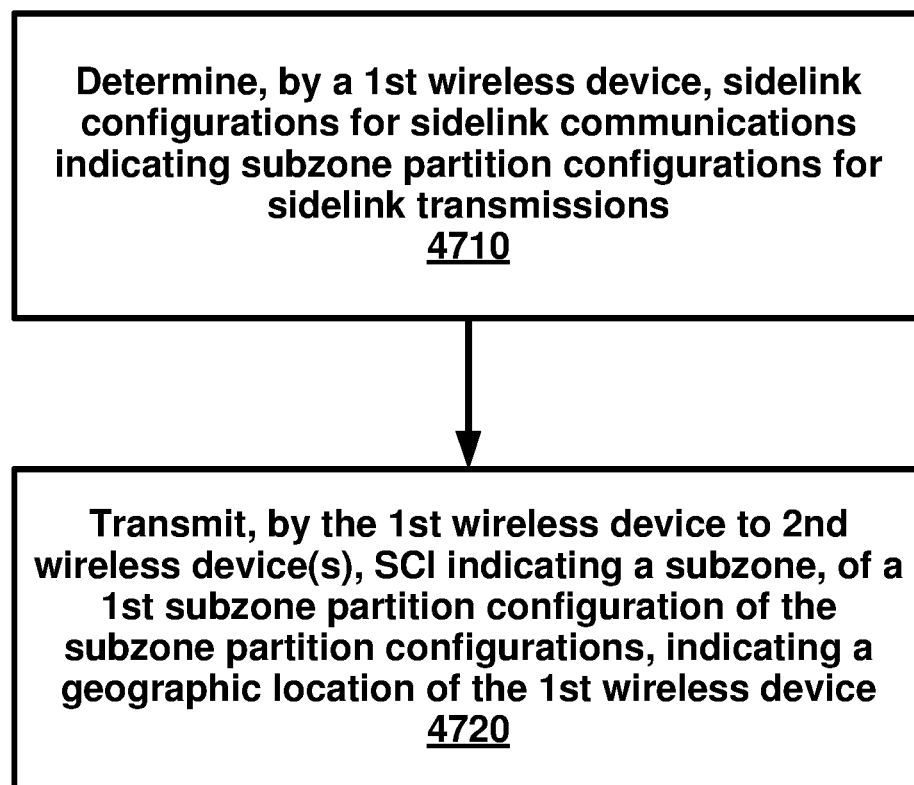 Determine, by a 1st wireless device, sidelink
configurations for sidelink communications
indicating subzone partition configurations for
sidelink transmissions
4710
Transmit, by the 1st wireless device to 2nd
wireless device(s), SCI indicating a subzone, of a
1st subzone partition configuration of the
subzone partition configurations, indicating a
geographic location of the 1st wireless device
4720